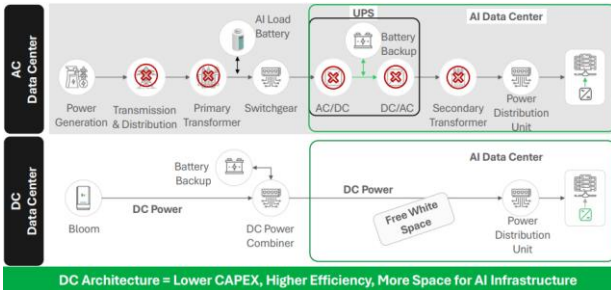 AC
Data Center
AI Load
Battery
UPS
AI Data Center
Battery
Backup
Power
Generation
Transmission
& Distribution
Primary
Transformer
Switchgear
AC/DC
DC/AC
Secondary
Transformer
Power
Distribution
Unit
DC
Data Center
Battery
Backup
AI Data Center
DC Power
DC Power
Free White
Space
Bloom
DC Power
Combiner
Power
Distribution
Unit
DC Architecture = Lower CAPEX, Higher Efficiency, More Space for AI Infrastructure